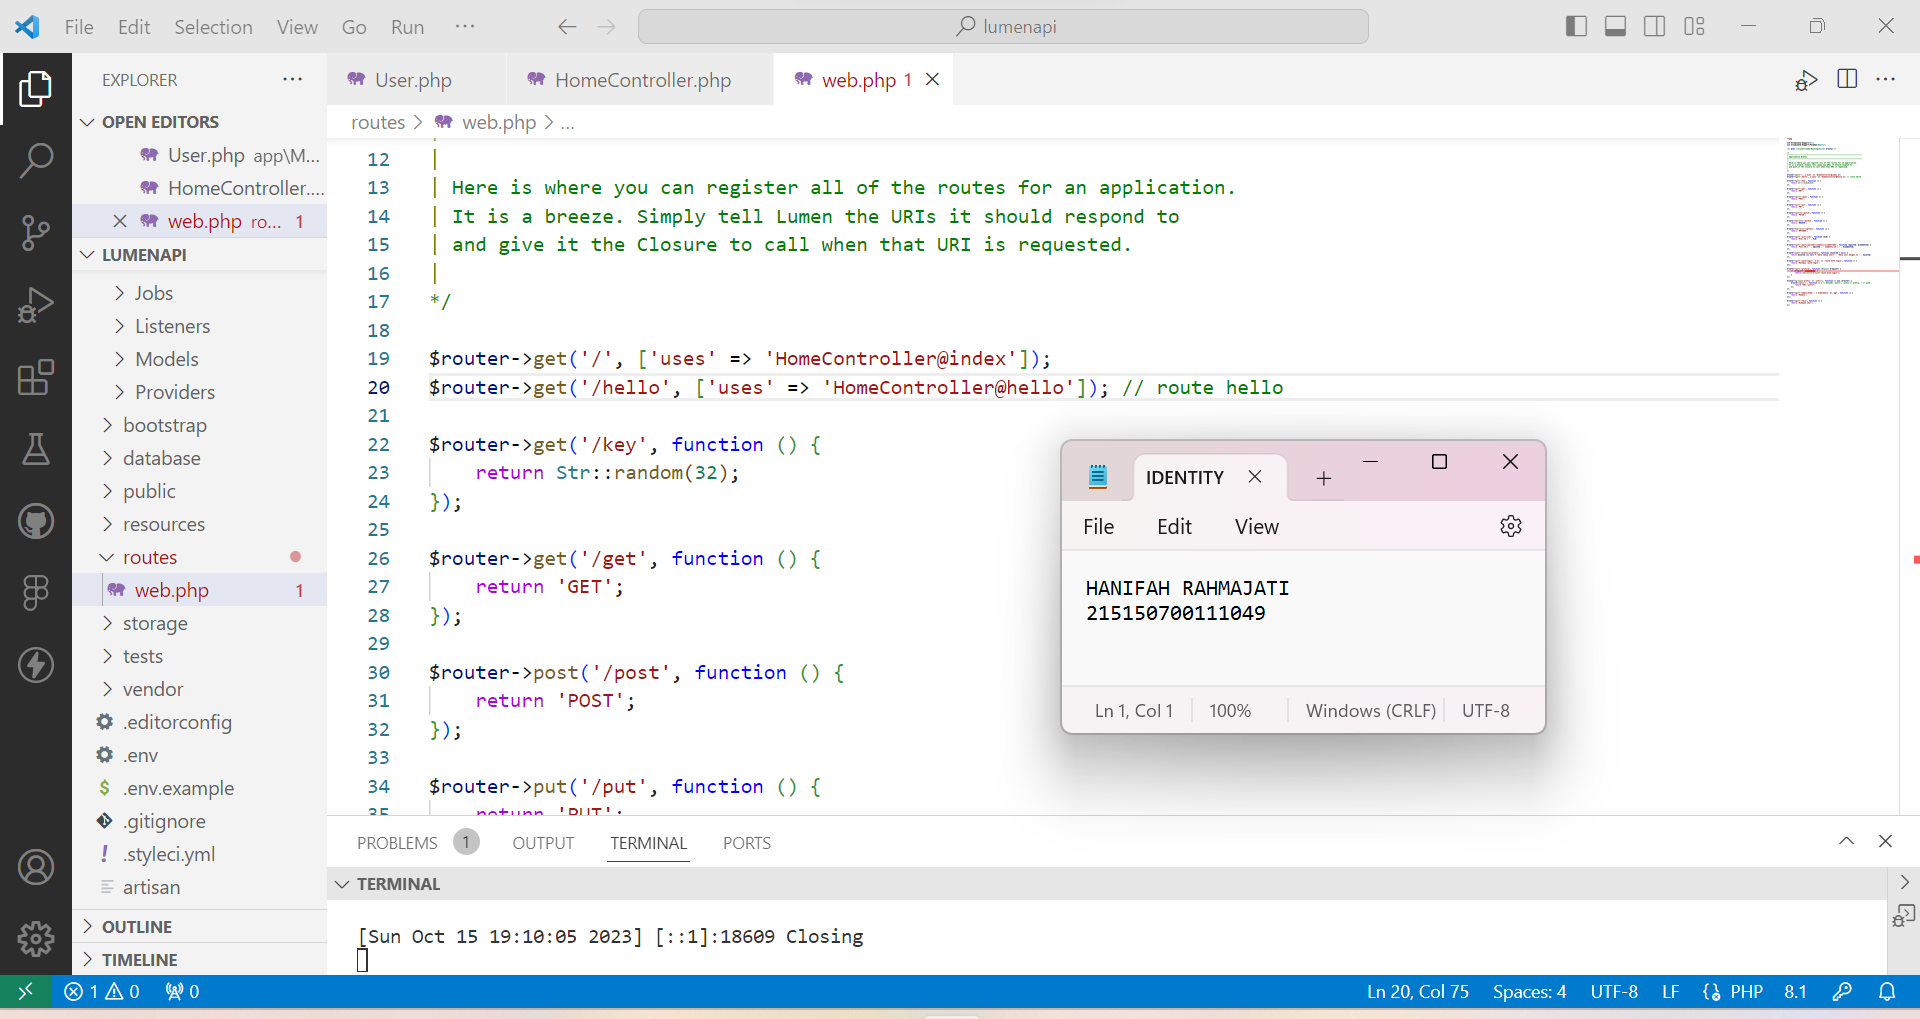 File Edit Selection View Go Run ...
lumenapi
EXPLORER ...
OPEN EDITORS
User.php app\M...
HomeController....
web.php ro... 1
LUMENAPI
Jobs
Listeners
Models
Providers
bootstrap
database
public
resources
routes
web.php 1
storage
tests
vendor
.editorconfig
.env
.env.example
.gitignore
.styleci.yml
artisan
OUTLINE
TIMELINE
User.php HomeController.php web.php 1
routes > web.php > ...
12 |
13 | Here is where you can register all of the routes for an application.
14 | It is a breeze. Simply tell Lumen the URIs it should respond to
15 | and give it the Closure to call when that URI is requested.
16 |
17 */
18
19 $router->get('/', ['uses' => 'HomeController@index']);
20 $router->get('/hello', ['uses' => 'HomeController@hello']); // route hello
21
22 $router->get('/key', function () {
23 return Str::random(32);
24 });
25
26 $router->get('/get', function () {
27 return 'GET';
28 });
29
30 $router->post('/post', function () {
31 return 'POST';
32 });
33
34 $router->put('/put', function () {
35 return 'PUT';
IDENTITY
File Edit View
HANIFAH RAHMAJATI
215150700111049
Ln 1, Col 1 100% Windows (CRLF) UTF-8
PROBLEMS 1 OUTPUT TERMINAL PORTS
TERMINAL
[Sun Oct 15 19:10:05 2023] [::1]:18609 Closing
1 0 0
Ln 20, Col 75 Spaces: 4 UTF-8 LF PHP 8.1